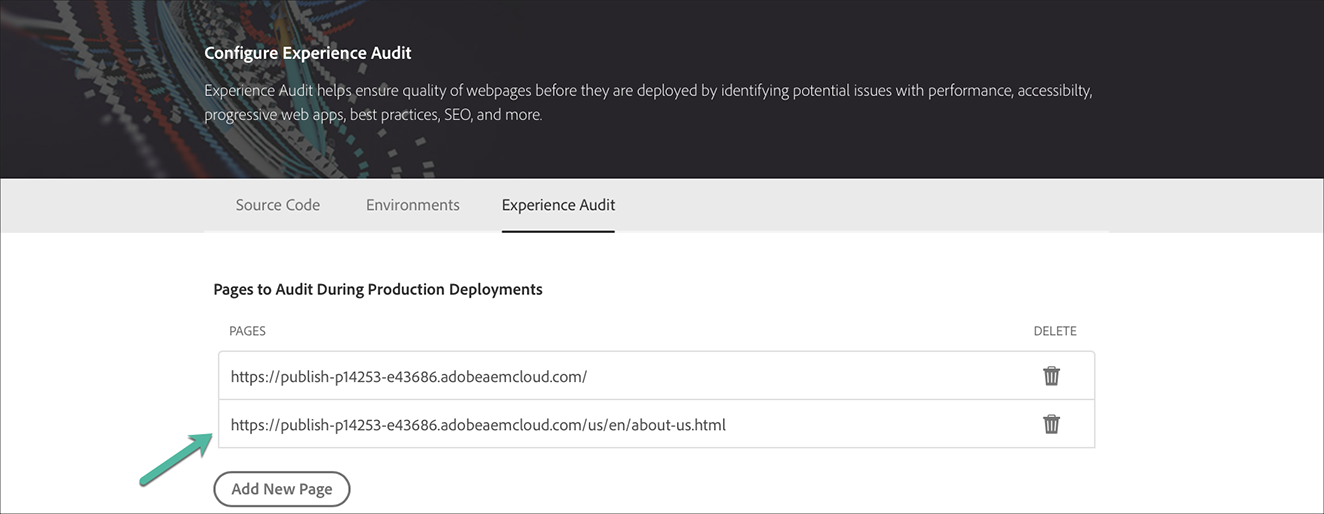 Configure Experience Audit
Experience Audit helps ensure quality of webpages before they are deployed by identifying potential issues with performance, accessibilty,
progressive web apps, best practices, SEO, and more.
Source Code Environments Experience Audit
Pages to Audit During Production Deployments
PAGES DELETE
https://publish-p14253-e43686.adobeaemcloud.com/
https://publish-p14253-e43686.adobeaemcloud.com/us/en/about-us.html
Add New Page